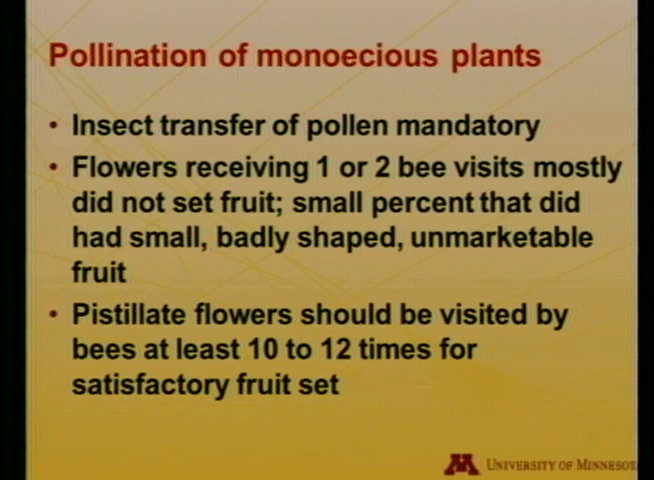 Pollination of monoecious plants
• Insect transfer of pollen mandatory
• Flowers receiving 1 or 2 bee visits mostly
did not set fruit; small percent that did
had small, badly shaped, unmarketable
fruit
• Pistillate flowers should be visited by
bees at least 10 to 12 times for
satisfactory fruit set
M UNIVERSITY OF MINNESOT